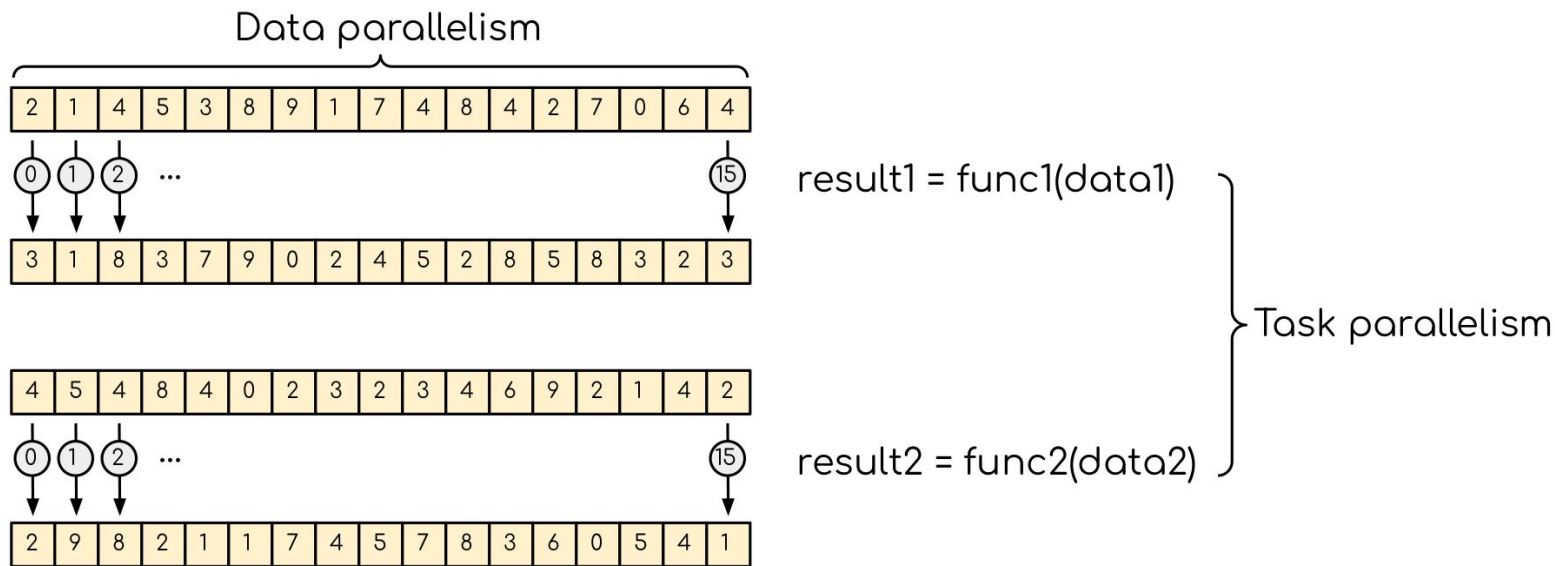 Data parallelism
2 1 4 5 3 8 9 1 7 4 8 4 2 7 0 6 4
0 1 2 ... 15
result1 = func1(data1)
3 1 8 3 7 9 0 2 4 5 2 8 5 8 3 2 3
Task parallelism
4 5 4 8 4 0 2 3 2 3 4 6 9 2 1 4 2
0 1 2 ... 15
result2 = func2(data2)
2 9 8 2 1 1 7 4 5 7 8 3 6 0 5 4 1